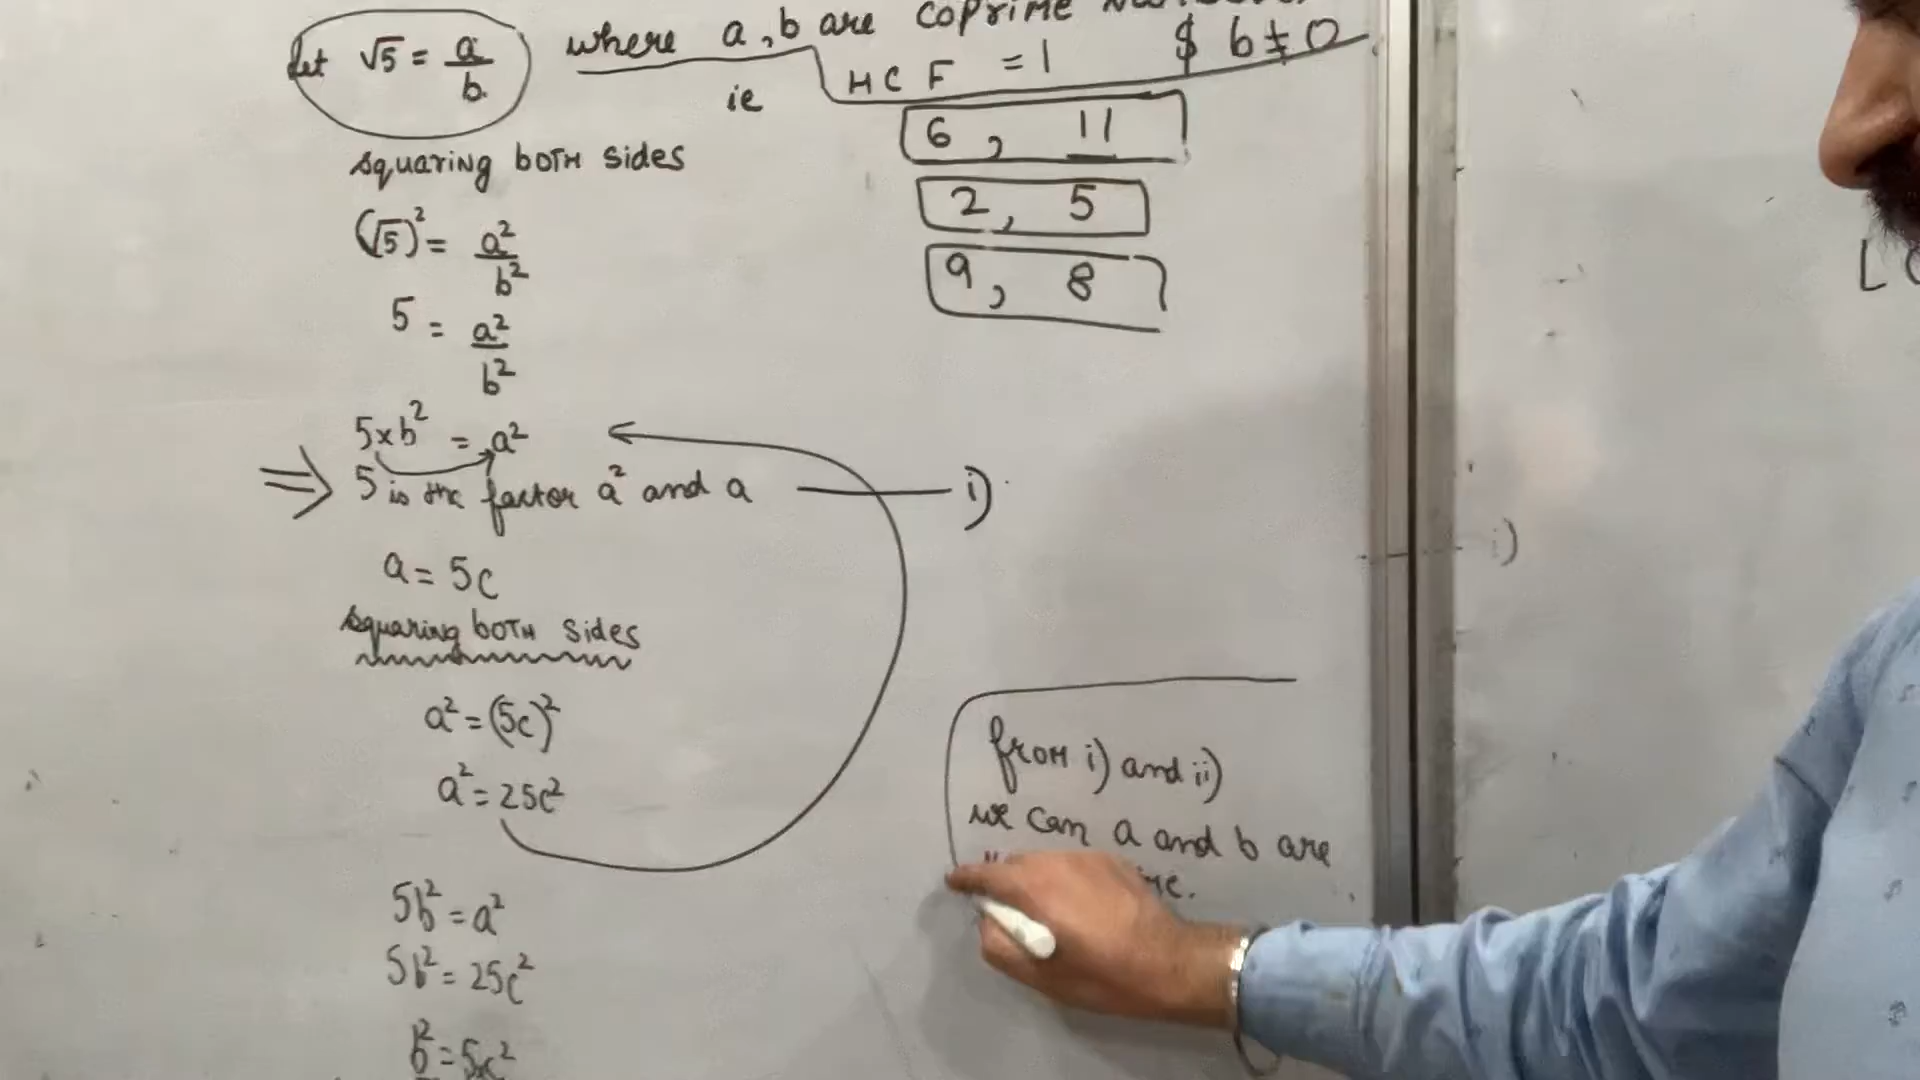 let √5 = a/b where a, b are coprime
ie HCF = 1 $ b ≠ 0
6, 11
2, 5
9, 8
squaring BOTH sides
(√5)² = a²/b²
5 = a²/b²
5×b² = a²
⇒ 5 is the factor a² and a — i)
a = 5c
squaring BOTH sides
a² = (5c)²
a² = 25c²
5b² = a²
5b² = 25c²
b² = 5c²
from i) and ii)
we can a and b are
i)